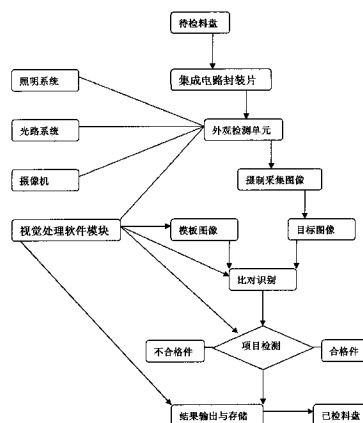 待检料盘
照明系统
集成电路封装片
光路系统
外观检测单元
摄像机
摄制采集图像
视觉处理软件模块
模板图像
目标图像
比对识别
不合格件
项目检测
合格件
结果输出与存储
已检料盘